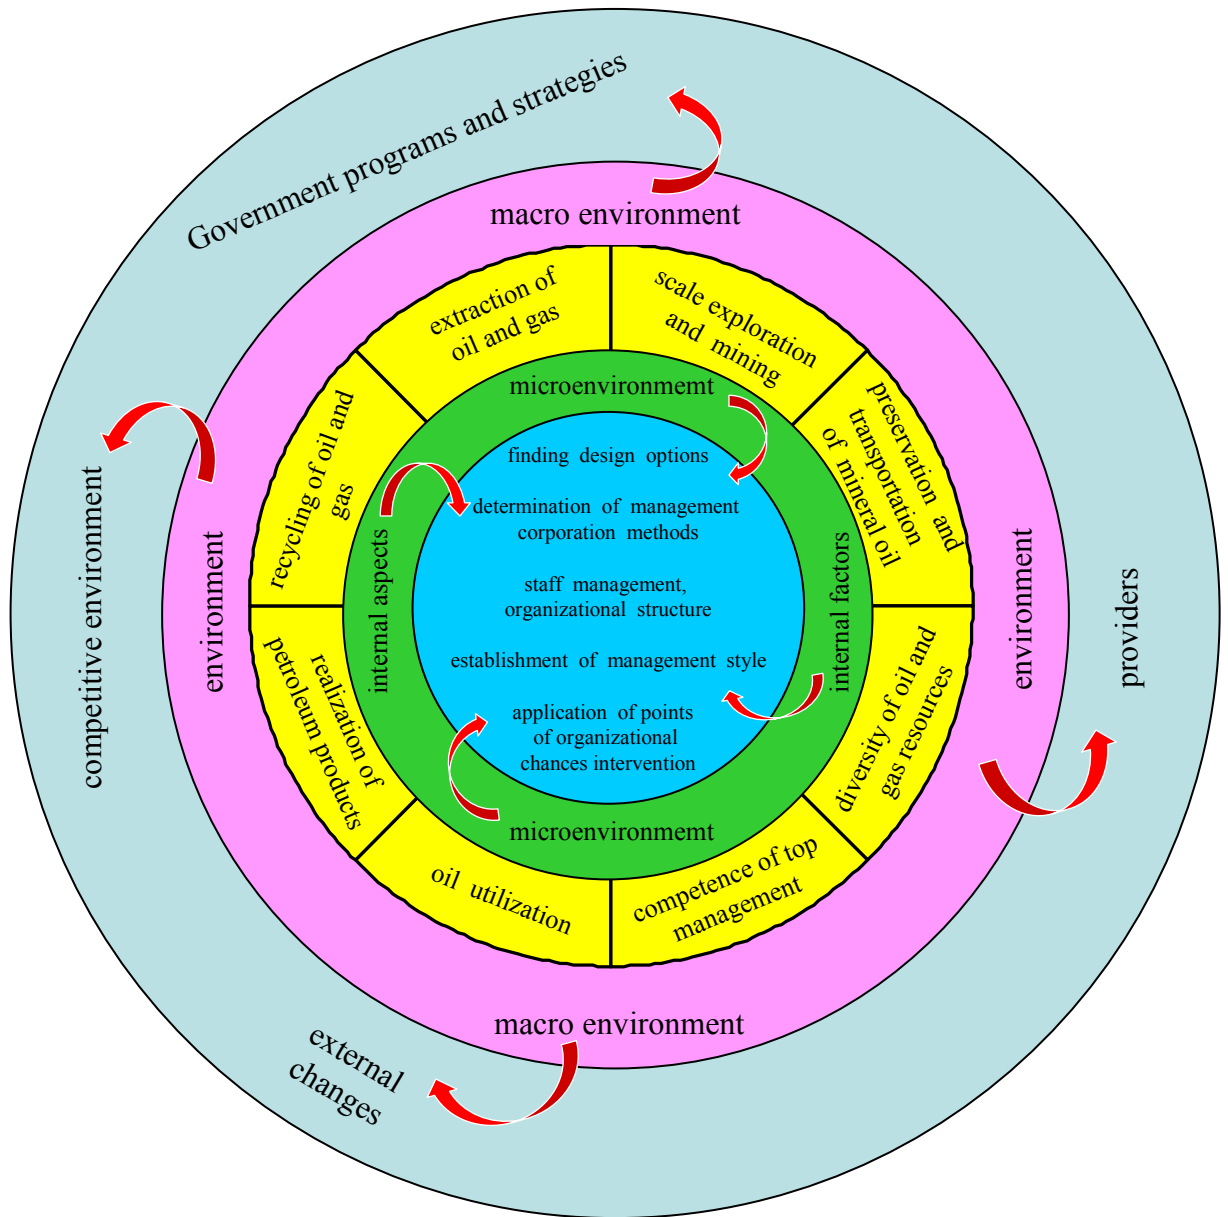 Government programs and strategies
macro environment
extraction of
oil and gas
scale exploration
and mining
preservation and
transportation
of mineral oil
recycling of oil and
gas
microenvironmemt
finding design options
determination of management
corporation methods
staff management,
organizational structure
establishment of management style
application of points
of organizational
chances intervention
internal aspects
internal factors
environment
environment
competitive environment
providers
realization of
petroleum products
diversity of oil and
gas resources
microenvironmemt
oil utilization
competence of top
management
macro environment
external
changes